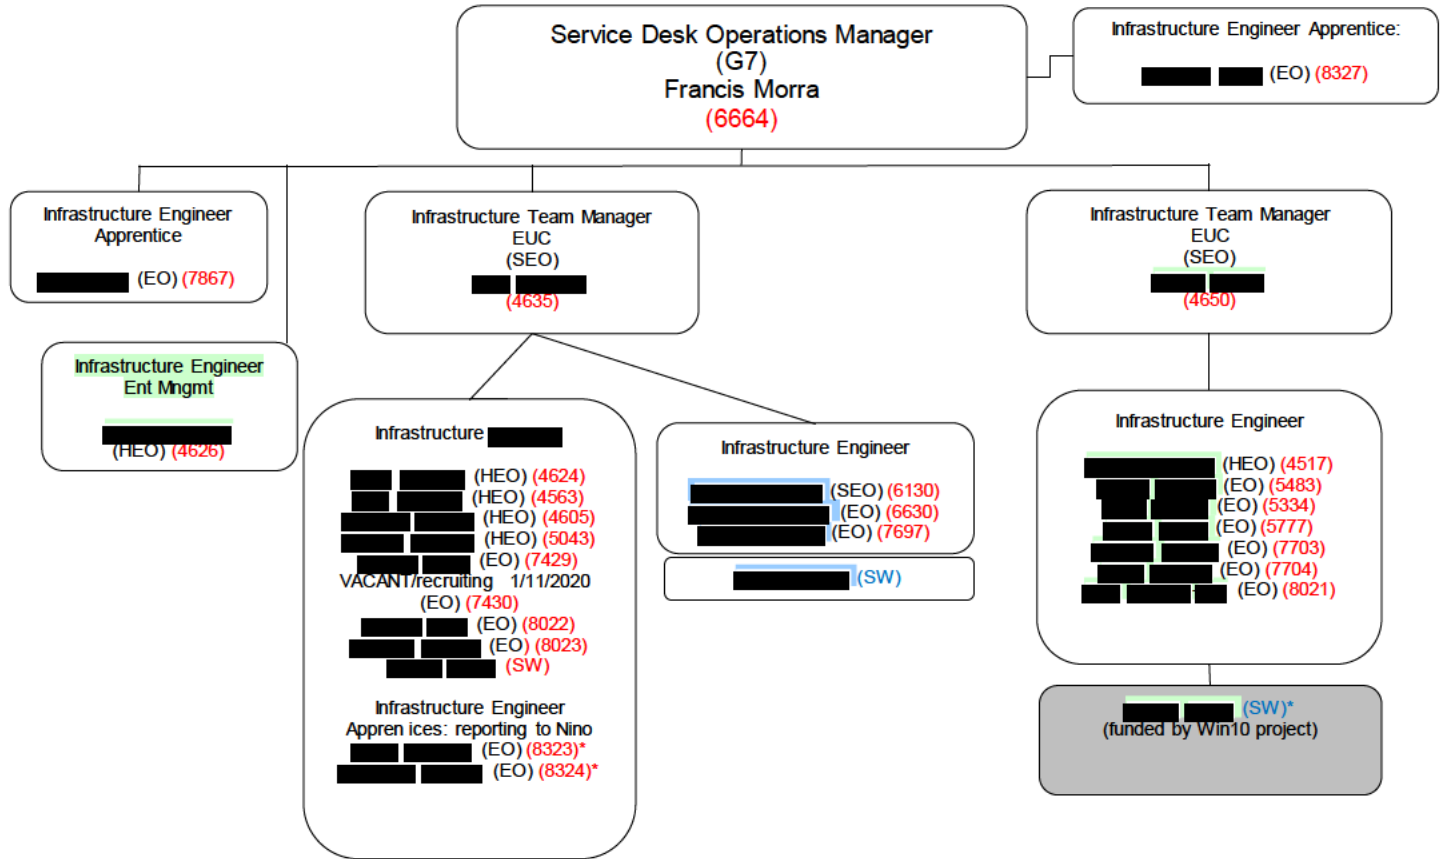 Service Desk Operations Manager
(G7)
Francis Morra
(6664)
Infrastructure Engineer Apprentice:
(EO) (8327)
Infrastructure Engineer
Apprentice
(EO) (7867)
Infrastructure Team Manager
EUC
(SEO)
(4635)
Infrastructure Team Manager
EUC
(SEO)
(4650)
Infrastructure Engineer
Ent Mngmt
(HEO) (4626)
Infrastructure
(HEO) (4624)
(HEO) (4563)
(HEO) (4605)
(HEO) (5043)
(EO) (7429)
VACANT/recruiting 1/11/2020
(EO) (7430)
(EO) (8022)
(EO) (8023)
(SW)
Infrastructure Engineer
Appren ices: reporting to Nino
(EO) (8323)*
(EO) (8324)*
Infrastructure Engineer
(SEO) (6130)
(EO) (6630)
(EO) (7697)
(SW)
Infrastructure Engineer
(HEO) (4517)
(EO) (5483)
(EO) (5334)
(EO) (5777)
(EO) (7703)
(EO) (7704)
(EO) (8021)
(SW)*
(funded by Win10 project)